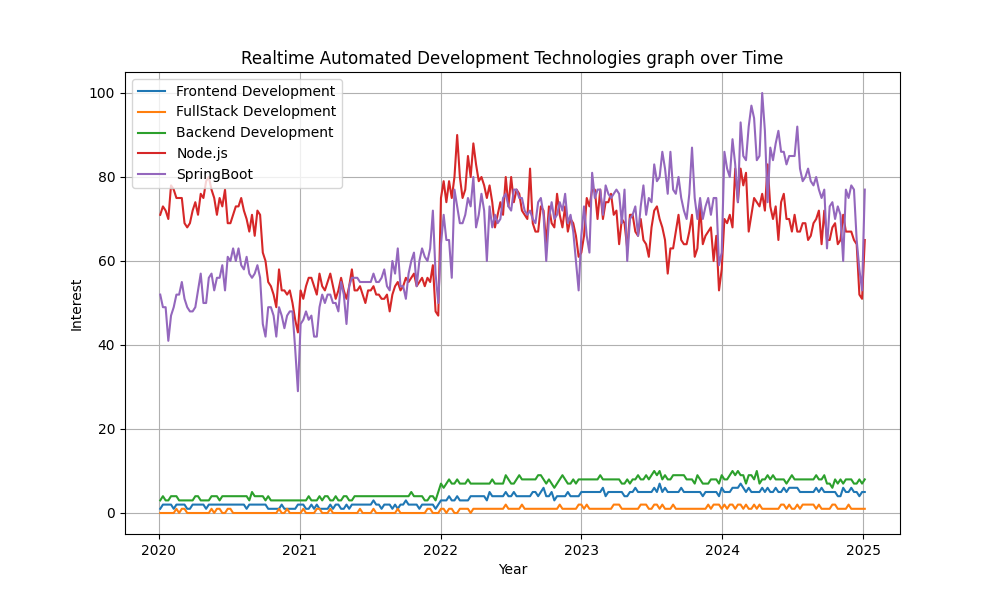 Realtime Automated Development Technologies graph over Time
Frontend Development
FullStack Development
Backend Development
Node.js
SpringBoot
100
80
60
40
20
0
Interest
2020 2021 2022 2023 2024 2025
Year